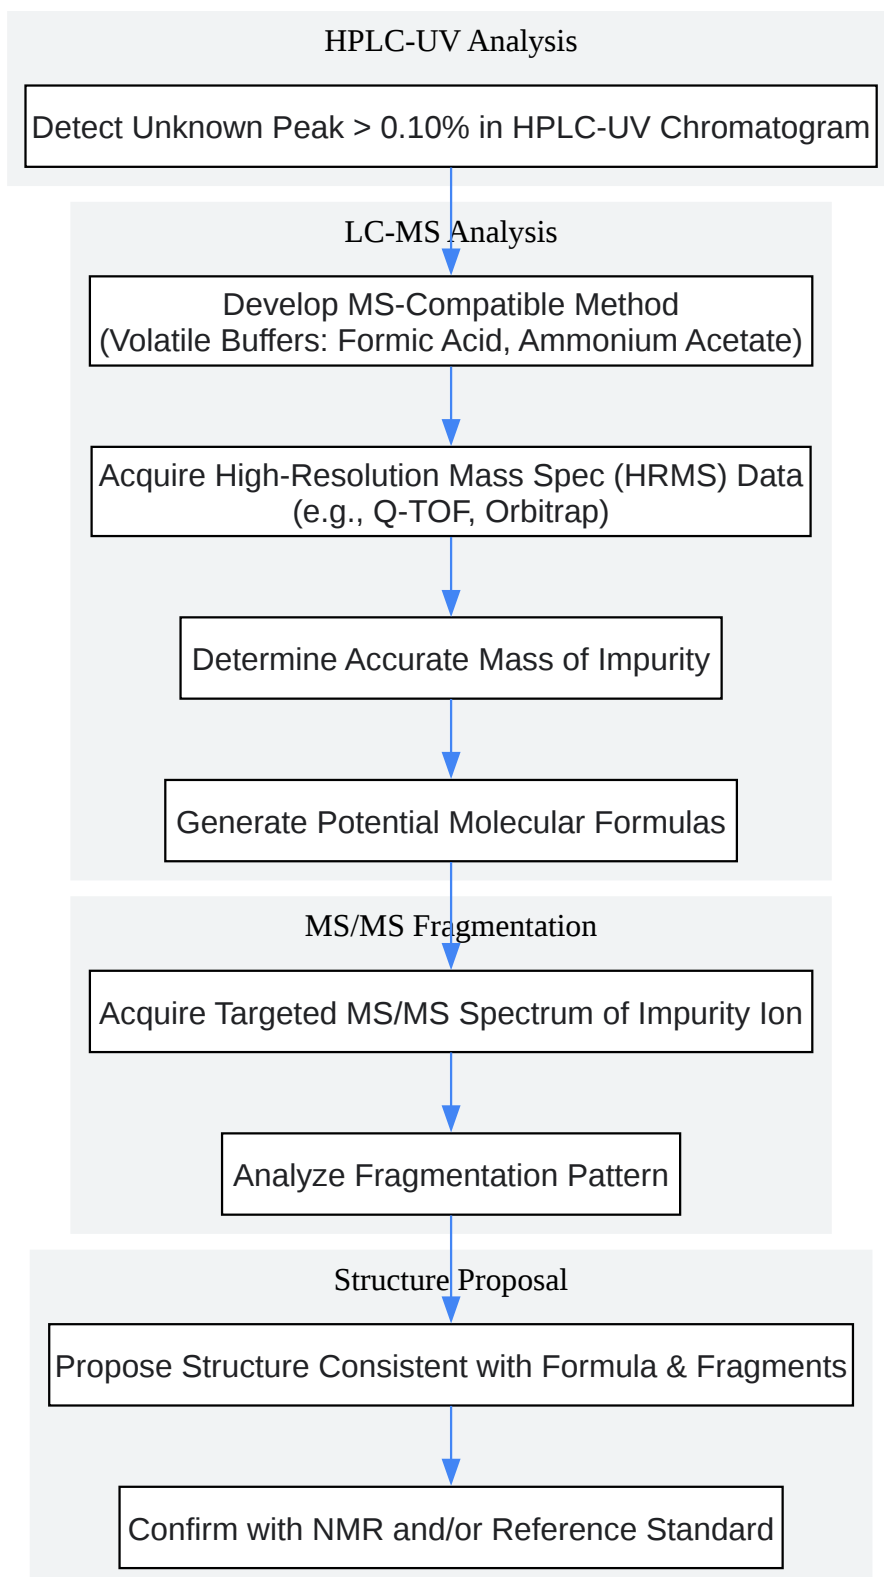 HPLC-UV Analysis
Detect Unknown Peak > 0.10% in HPLC-UV Chromatogram
LC-MS Analysis
Develop MS-Compatible Method
(Volatile Buffers: Formic Acid, Ammonium Acetate)
Acquire High-Resolution Mass Spec (HRMS) Data
(e.g., Q-TOF, Orbitrap)
Determine Accurate Mass of Impurity
Generate Potential Molecular Formulas
MS/MS Fragmentation
Acquire Targeted MS/MS Spectrum of Impurity Ion
Analyze Fragmentation Pattern
Structure Proposal
Propose Structure Consistent with Formula & Fragments
Confirm with NMR and/or Reference Standard